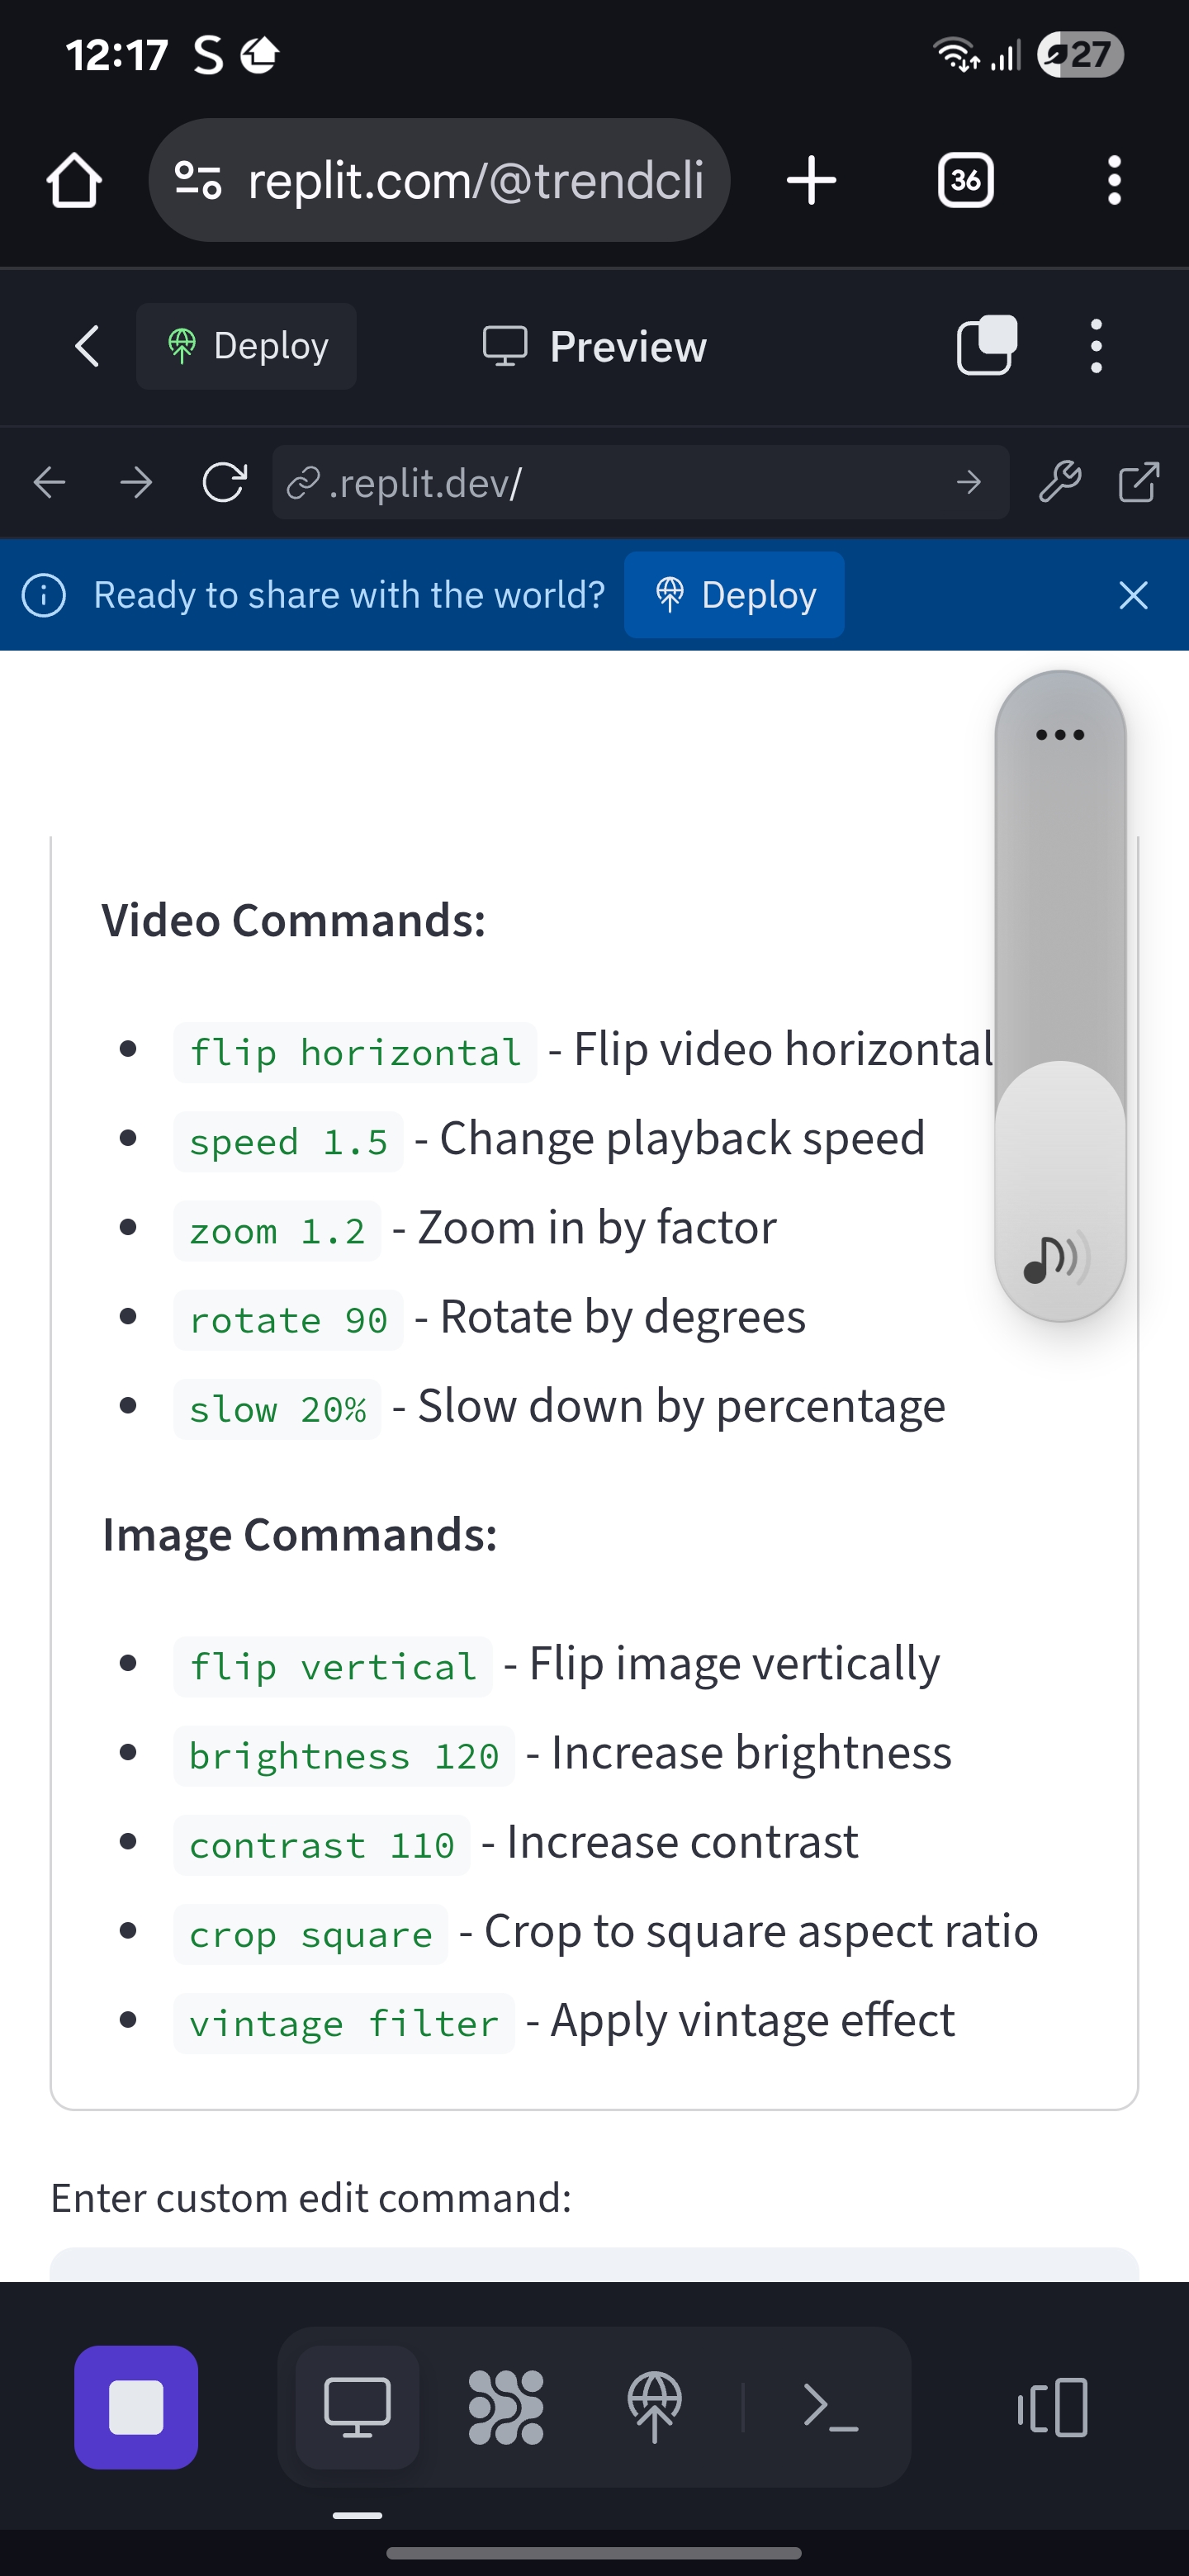 12:17 S
27
replit.com/@trendcli
36
Deploy
Preview
.replit.dev/
Ready to share with the world?
Deploy
Video Commands:
flip horizontal - Flip video horizontal
speed 1.5 - Change playback speed
zoom 1.2 - Zoom in by factor
rotate 90 - Rotate by degrees
slow 20% - Slow down by percentage
Image Commands:
flip vertical - Flip image vertically
brightness 120 - Increase brightness
contrast 110 - Increase contrast
crop square - Crop to square aspect ratio
vintage filter - Apply vintage effect
Enter custom edit command: